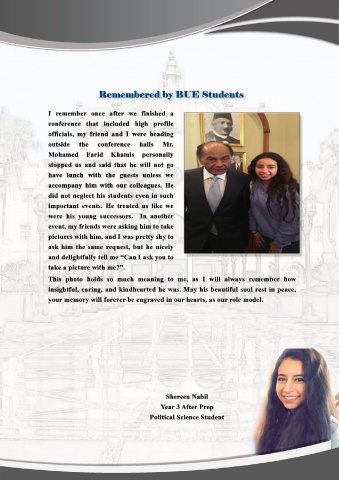 Remembered by BUE Students
I remember once after we finished a
conference that included high profile
officials, my friend and I were heading
outside the conference halls Mr.
Mohamed Farid Khamis personally
stopped us and said that he will not go
have lunch with the guests unless we
accompany him with our colleagues. He
did not neglect his students even in such
important events. He treated us like we
were his young successors. In another
event, my friends were asking him to take
pictures with him, and I was pretty shy to
ask him the same request, but he nicely
and delightfully tell me “Can I ask you to
take a picture with me?”.
This photo holds so much meaning to me, as I will always remember how
insightful, caring, and kindhearted he was. May his beautiful soul rest in peace,
your memory will forever be engraved in our hearts, as our role model.
Shereen Nabil
Year 3 After Prep
Political Science Student